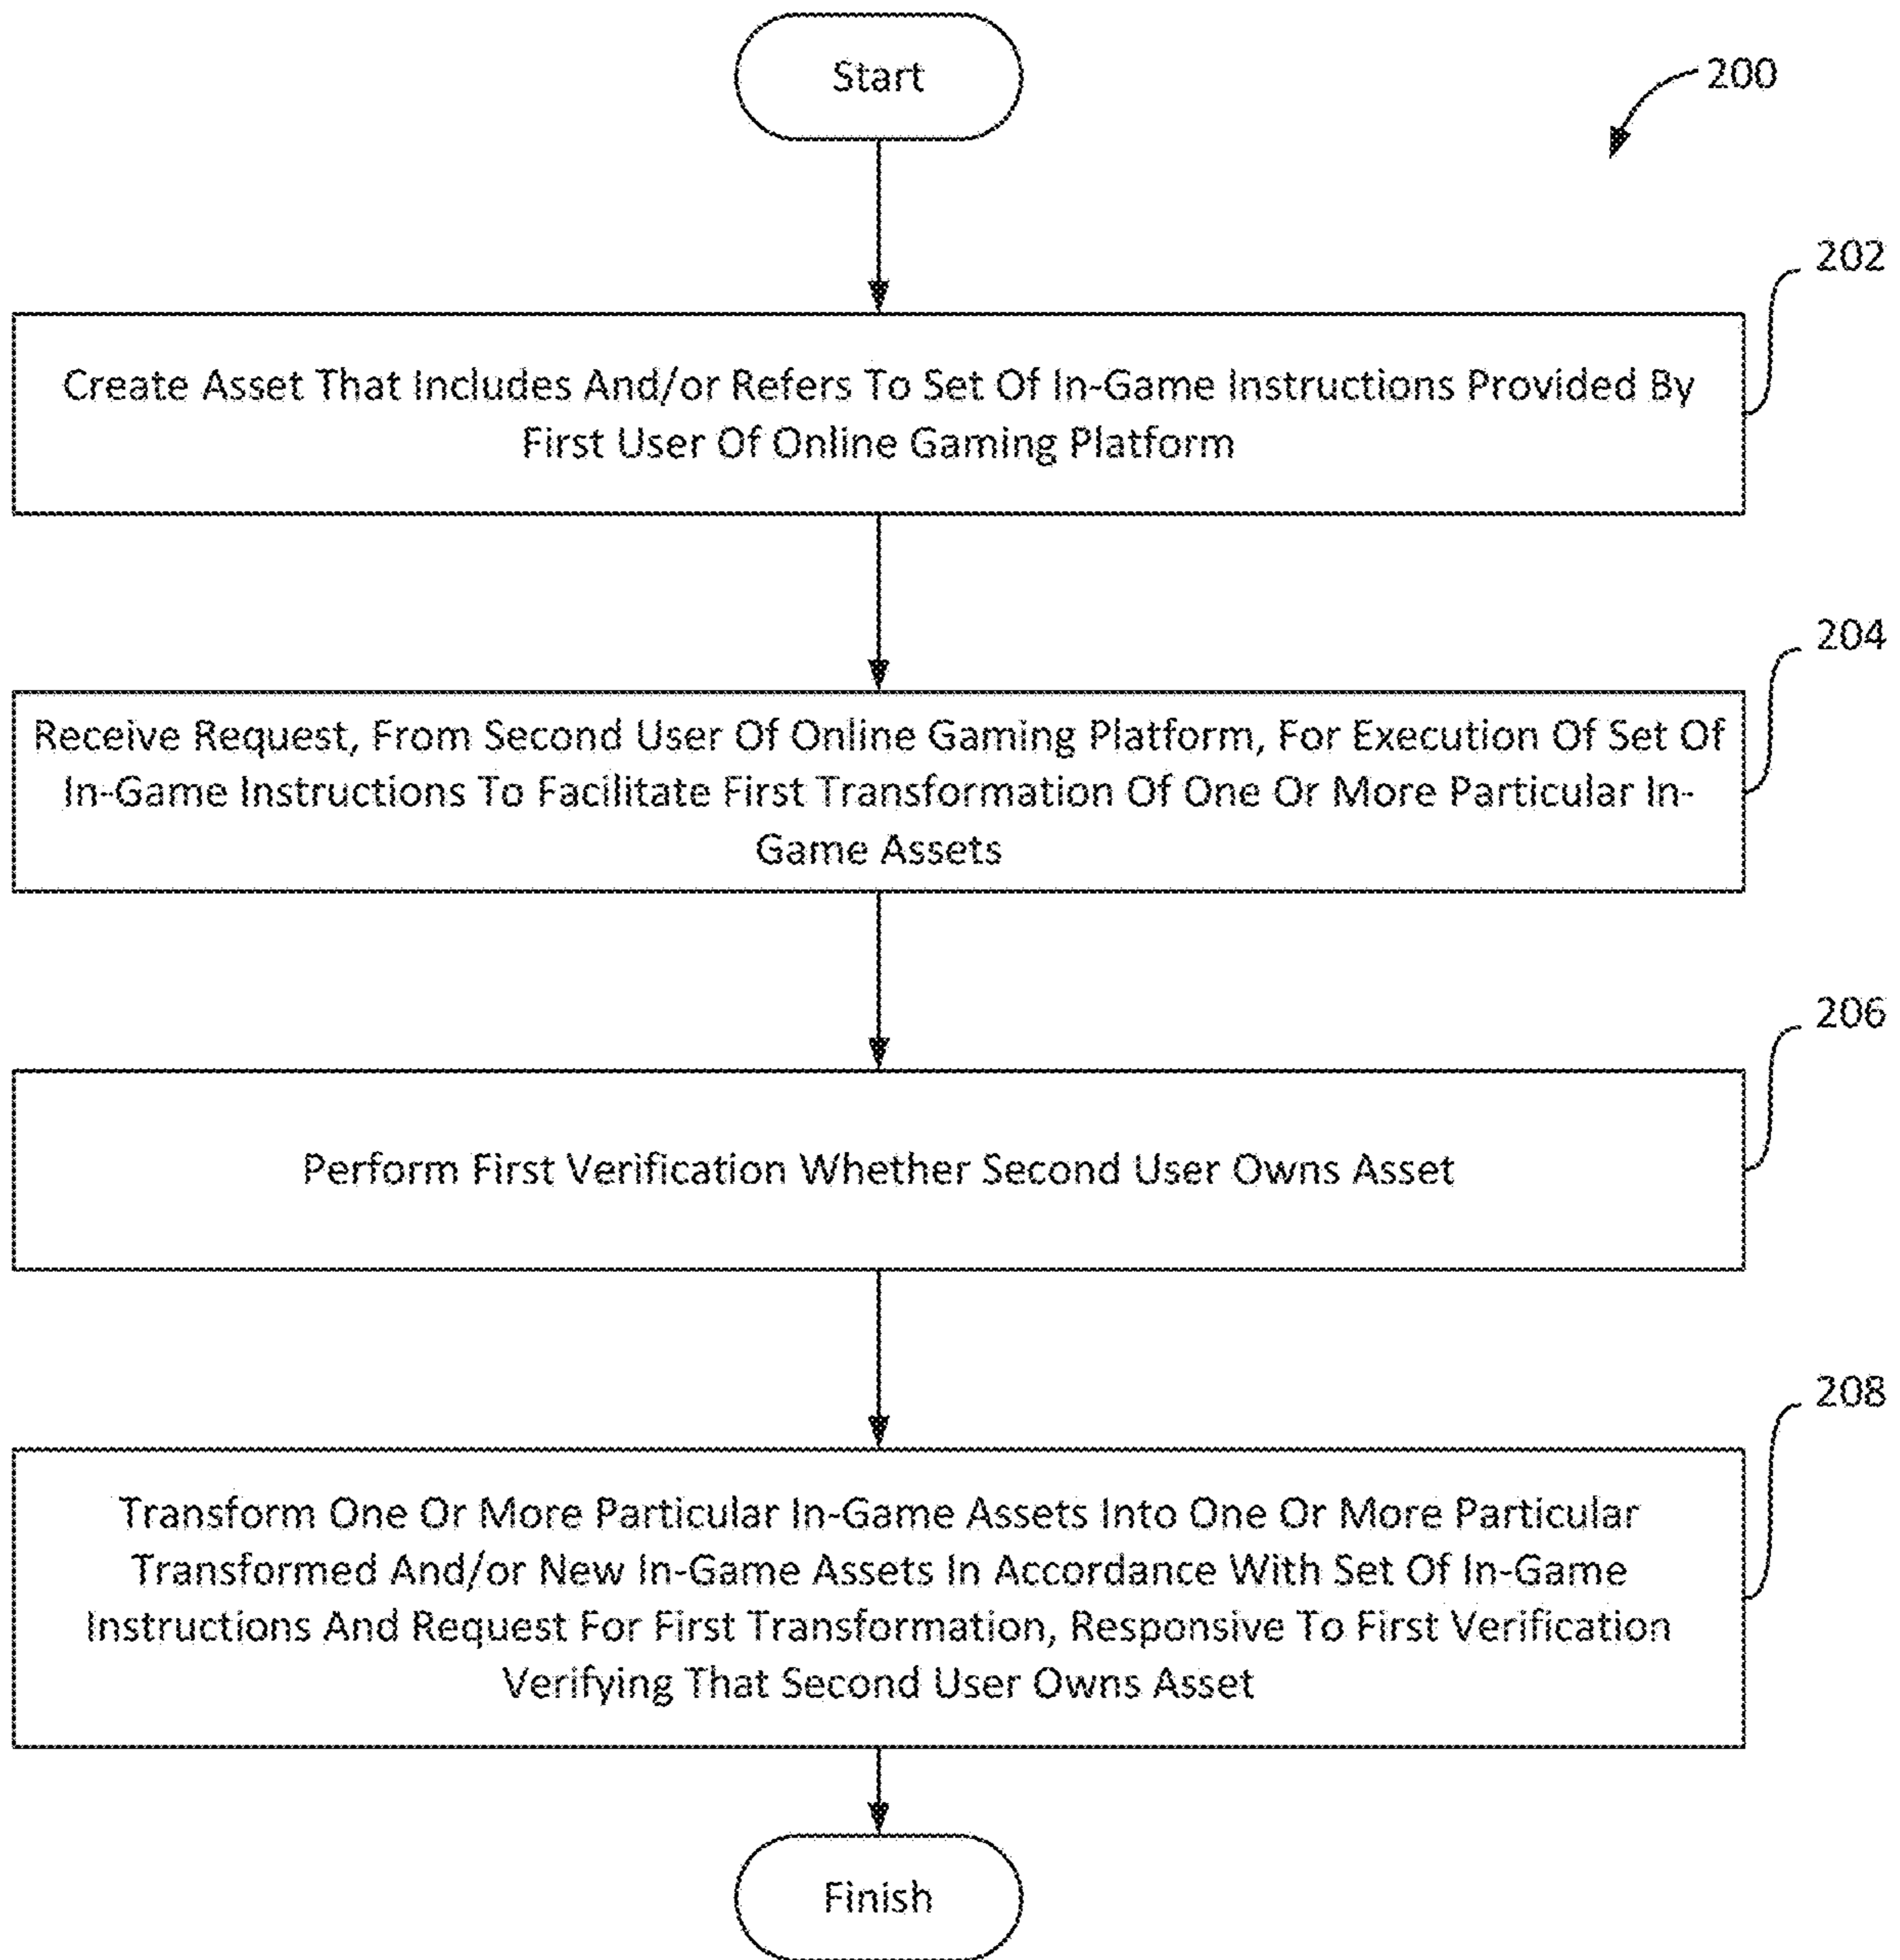 Start
200
202
Create Asset That Includes And/or Refers To Set Of In-Game Instructions Provided By
First User Of Online Gaming Platform
204
Receive Request, From Second User Of Online Gaming Platform, For Execution Of Set Of
In-Game Instructions To Facilitate First Transformation Of One Or More Particular In-
Game Assets
206
Perform First Verification Whether Second User Owns Asset
208
Transform One Or More Particular In-Game Assets Into One Or More Particular
Transformed And/or New In-Game Assets In Accordance With Set Of In-Game
Instructions And Request For First Transformation, Responsive To First Verification
Verifying That Second User Owns Asset
Finish